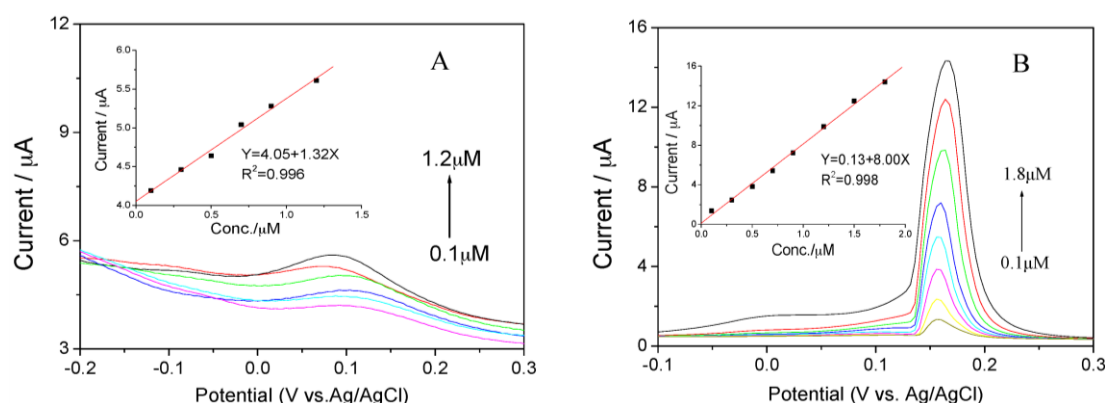 A
12
9
6
3
Current / μA
-0.2
-0.1
0.0
0.1
0.2
0.3
Potential (V vs.Ag/AgCl)
6.0
5.5
5.0
4.5
4.0
Current / μA
Y=4.05+1.32X
R²=0.996
0.0
0.5
1.0
1.5
Conc./μM
1.2μM
0.1μM
B
16
12
8
4
0
Current / μA
-0.1
0.0
0.1
0.2
0.3
Potential (V vs.Ag/AgCl)
16
12
8
4
0
Current / μA
Y=0.13+8.00X
R²=0.998
0.0
0.5
1.0
1.5
2.0
Conc./μM
1.8μM
0.1μM